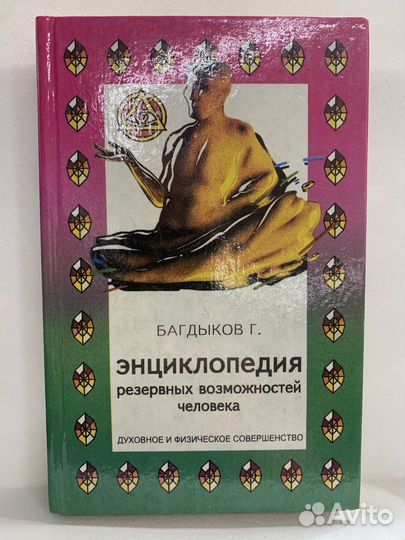 БАГДЫКОВ Г.
ЭНЦИКЛОПЕДИЯ
резервных возможностей
человека
ДУХОВНОЕ И ФИЗИЧЕСКОЕ СОВЕРШЕНСТВО
Avito